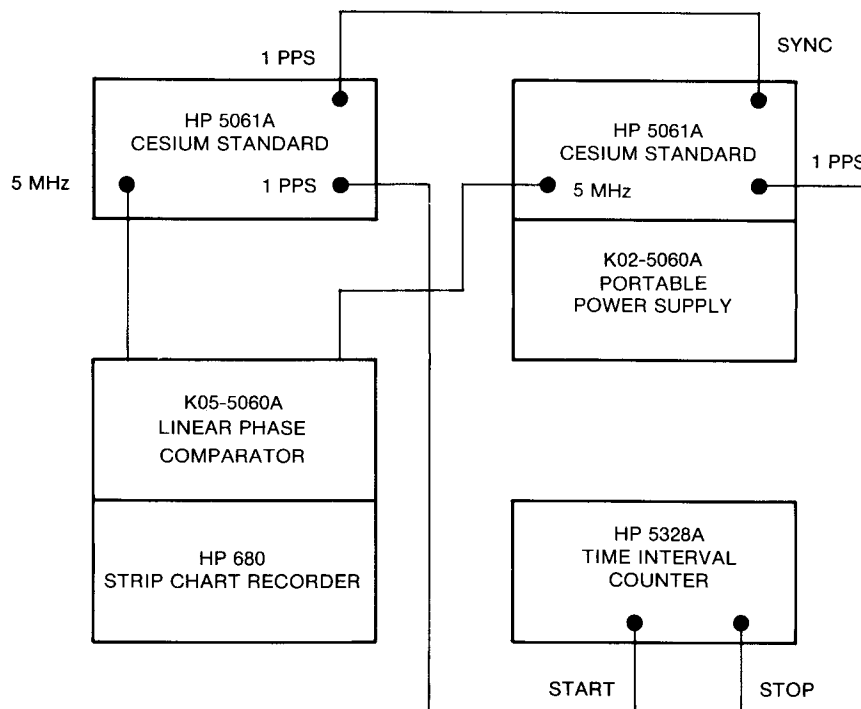 1 PPS
SYNC
HP 5061A
CESIUM STANDARD
5 MHz
1 PPS
HP 5061A
CESIUM STANDARD
1 PPS
5 MHz
K02-5060A
PORTABLE
POWER SUPPLY
K05-5060A
LINEAR PHASE
COMPARATOR
HP 680
STRIP CHART RECORDER
HP 5328A
TIME INTERVAL
COUNTER
START
STOP